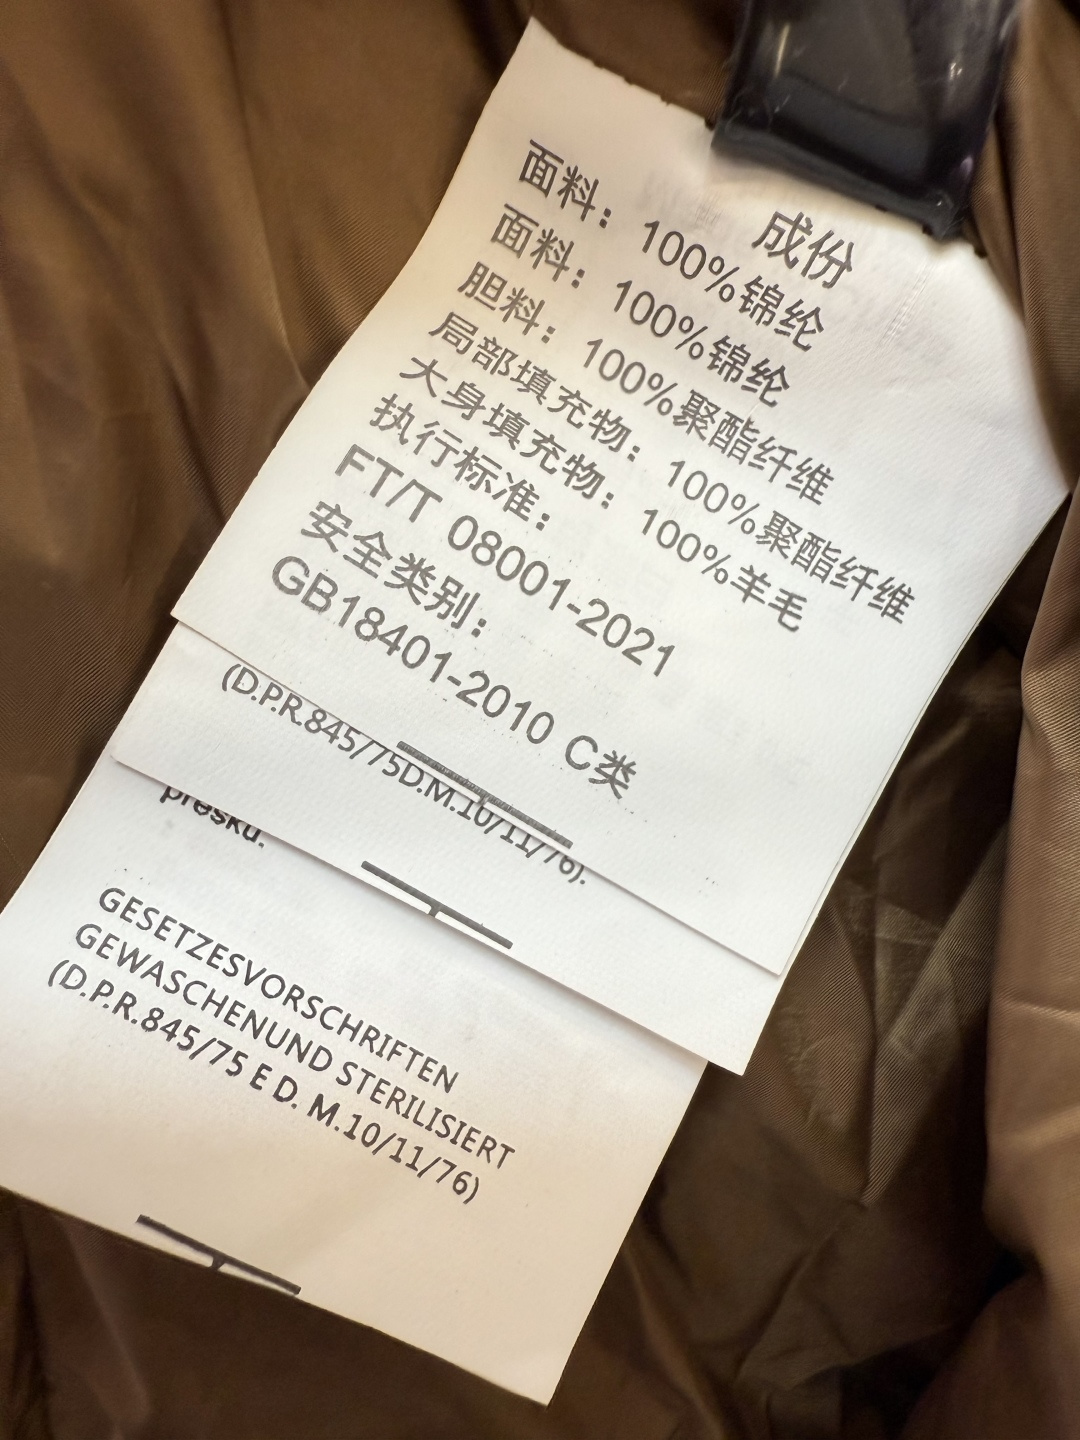 成份
面料：100%锦纶
面料：100%锦纶
胆料：100%聚酯纤维
局部填充物：100%聚酯纤维
大身填充物：100%羊毛
执行标准：
FT/T 08001-2021
安全类别：
GB18401-2010 C类
(D.P.R.845/75D.M.10/11/76).
presku.
GESETZESVORSCHRIFTEN
GEWASCHENUND STERILISIERT
(D.P.R.845/75 E D. M.10/11/76)